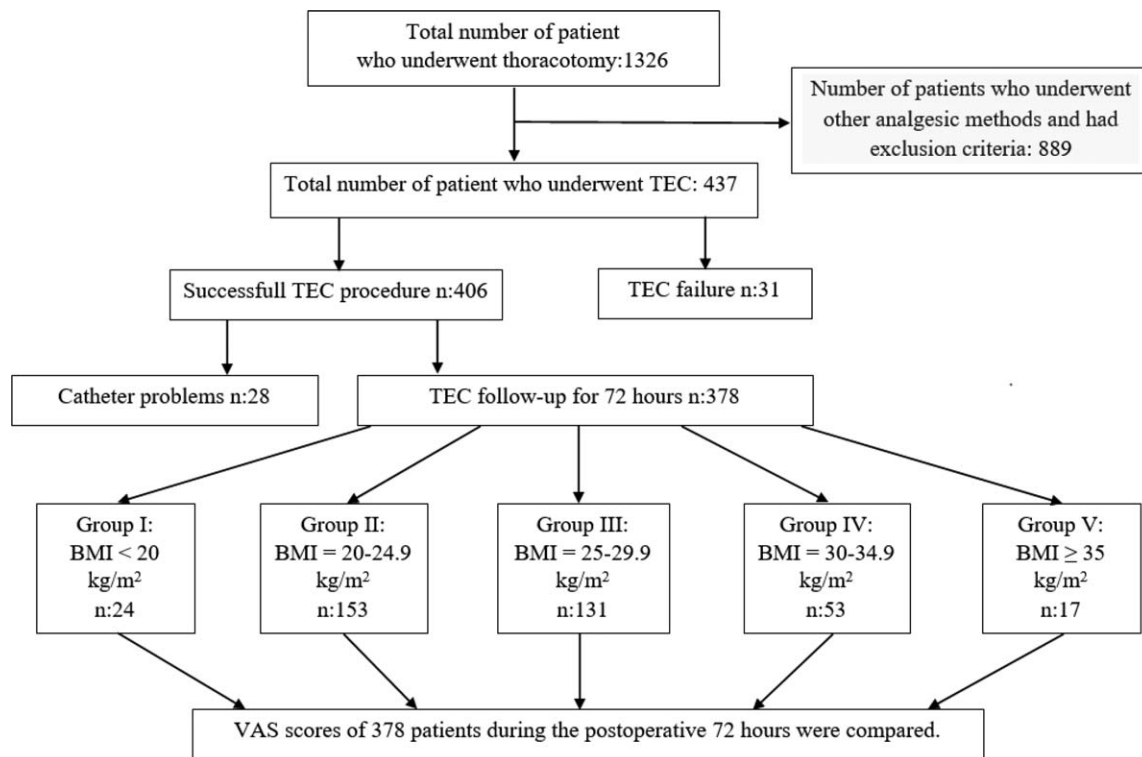 Total number of patient
who underwent thoracotomy:1326
Number of patients who underwent
other analgesic methods and had
exclusion criteria: 889
Total number of patient who underwent TEC: 437
Successfull TEC procedure n:406
TEC failure n:31
Catheter problems n:28
TEC follow-up for 72 hours n:378
Group I:
BMI < 20
kg/m²
n:24
Group II:
BMI = 20-24.9
kg/m²
n:153
Group III:
BMI = 25-29.9
kg/m²
n:131
Group IV:
BMI = 30-34.9
kg/m²
n:53
Group V:
BMI ≥ 35
kg/m²
n:17
VAS scores of 378 patients during the postoperative 72 hours were compared.